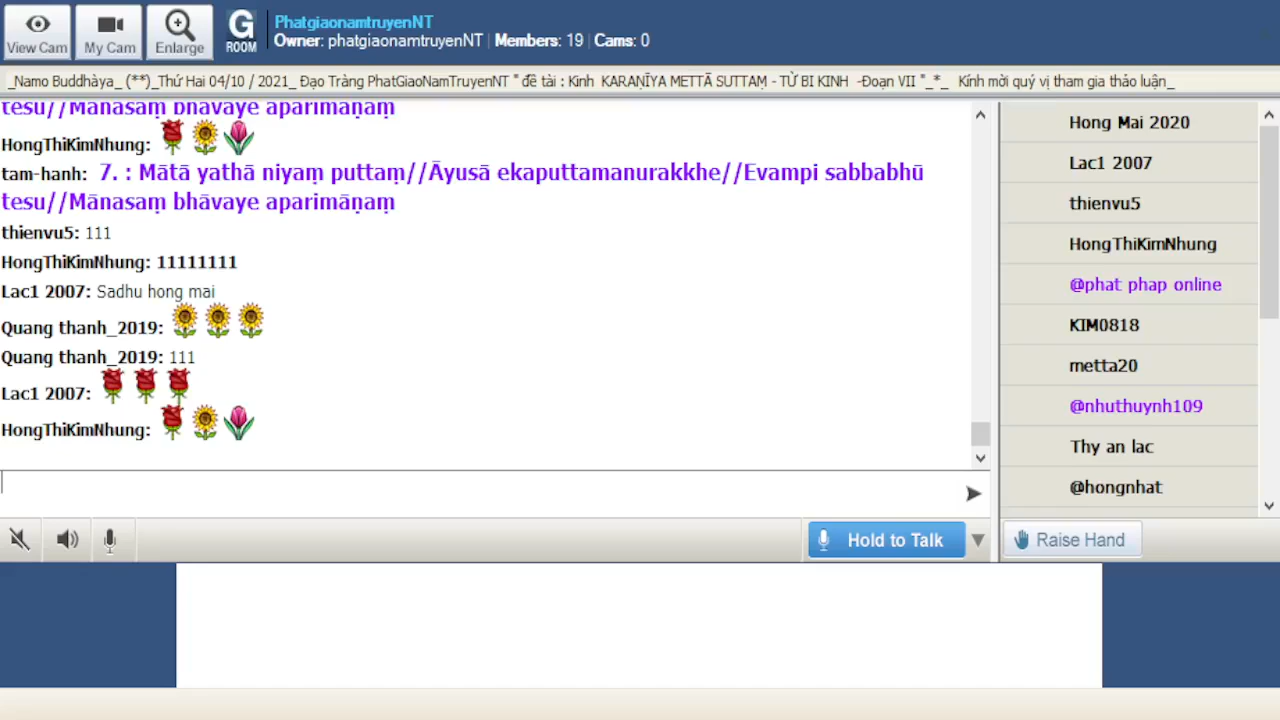 View Cam
My Cam
Enlarge
G
ROOM
PhatgiaonamtruyenNT
Owner: phatgiaonamtruyenNT | Members: 19 | Cams: 0
_Namo Buddhàya_ (**)_Thứ Hai 04/10 / 2021_ Đạo Tràng PhatGiaoNamTruyenNT " đề tài : Kinh KARAṆĪYA METTĀ SUTTAṂ - TỪ BI KINH -Đoạn VII "_*_ Kính mời quý vị tham gia thảo luận_
tesu//Mānasaṃ bhāvaye aparimāṇaṃ
HongThiKimNhung:
tam-hanh: 7. : Mātā yathā niyaṃ puttaṃ//Āyusā ekaputtamanurakkhe//Evampi sabbabhū
tesu//Mānasaṃ bhāvaye aparimāṇaṃ
thienvu5: 111
HongThiKimNhung: 11111111
Lac1 2007: Sadhu hong mai
Quang thanh_2019:
Quang thanh_2019: 111
Lac1 2007:
HongThiKimNhung:
Hong Mai 2020
Lac1 2007
thienvu5
HongThiKimNhung
@phat phap online
KIM0818
metta20
@nhuthuynh109
Thy an lac
@hongnhat
Hold to Talk
Raise Hand